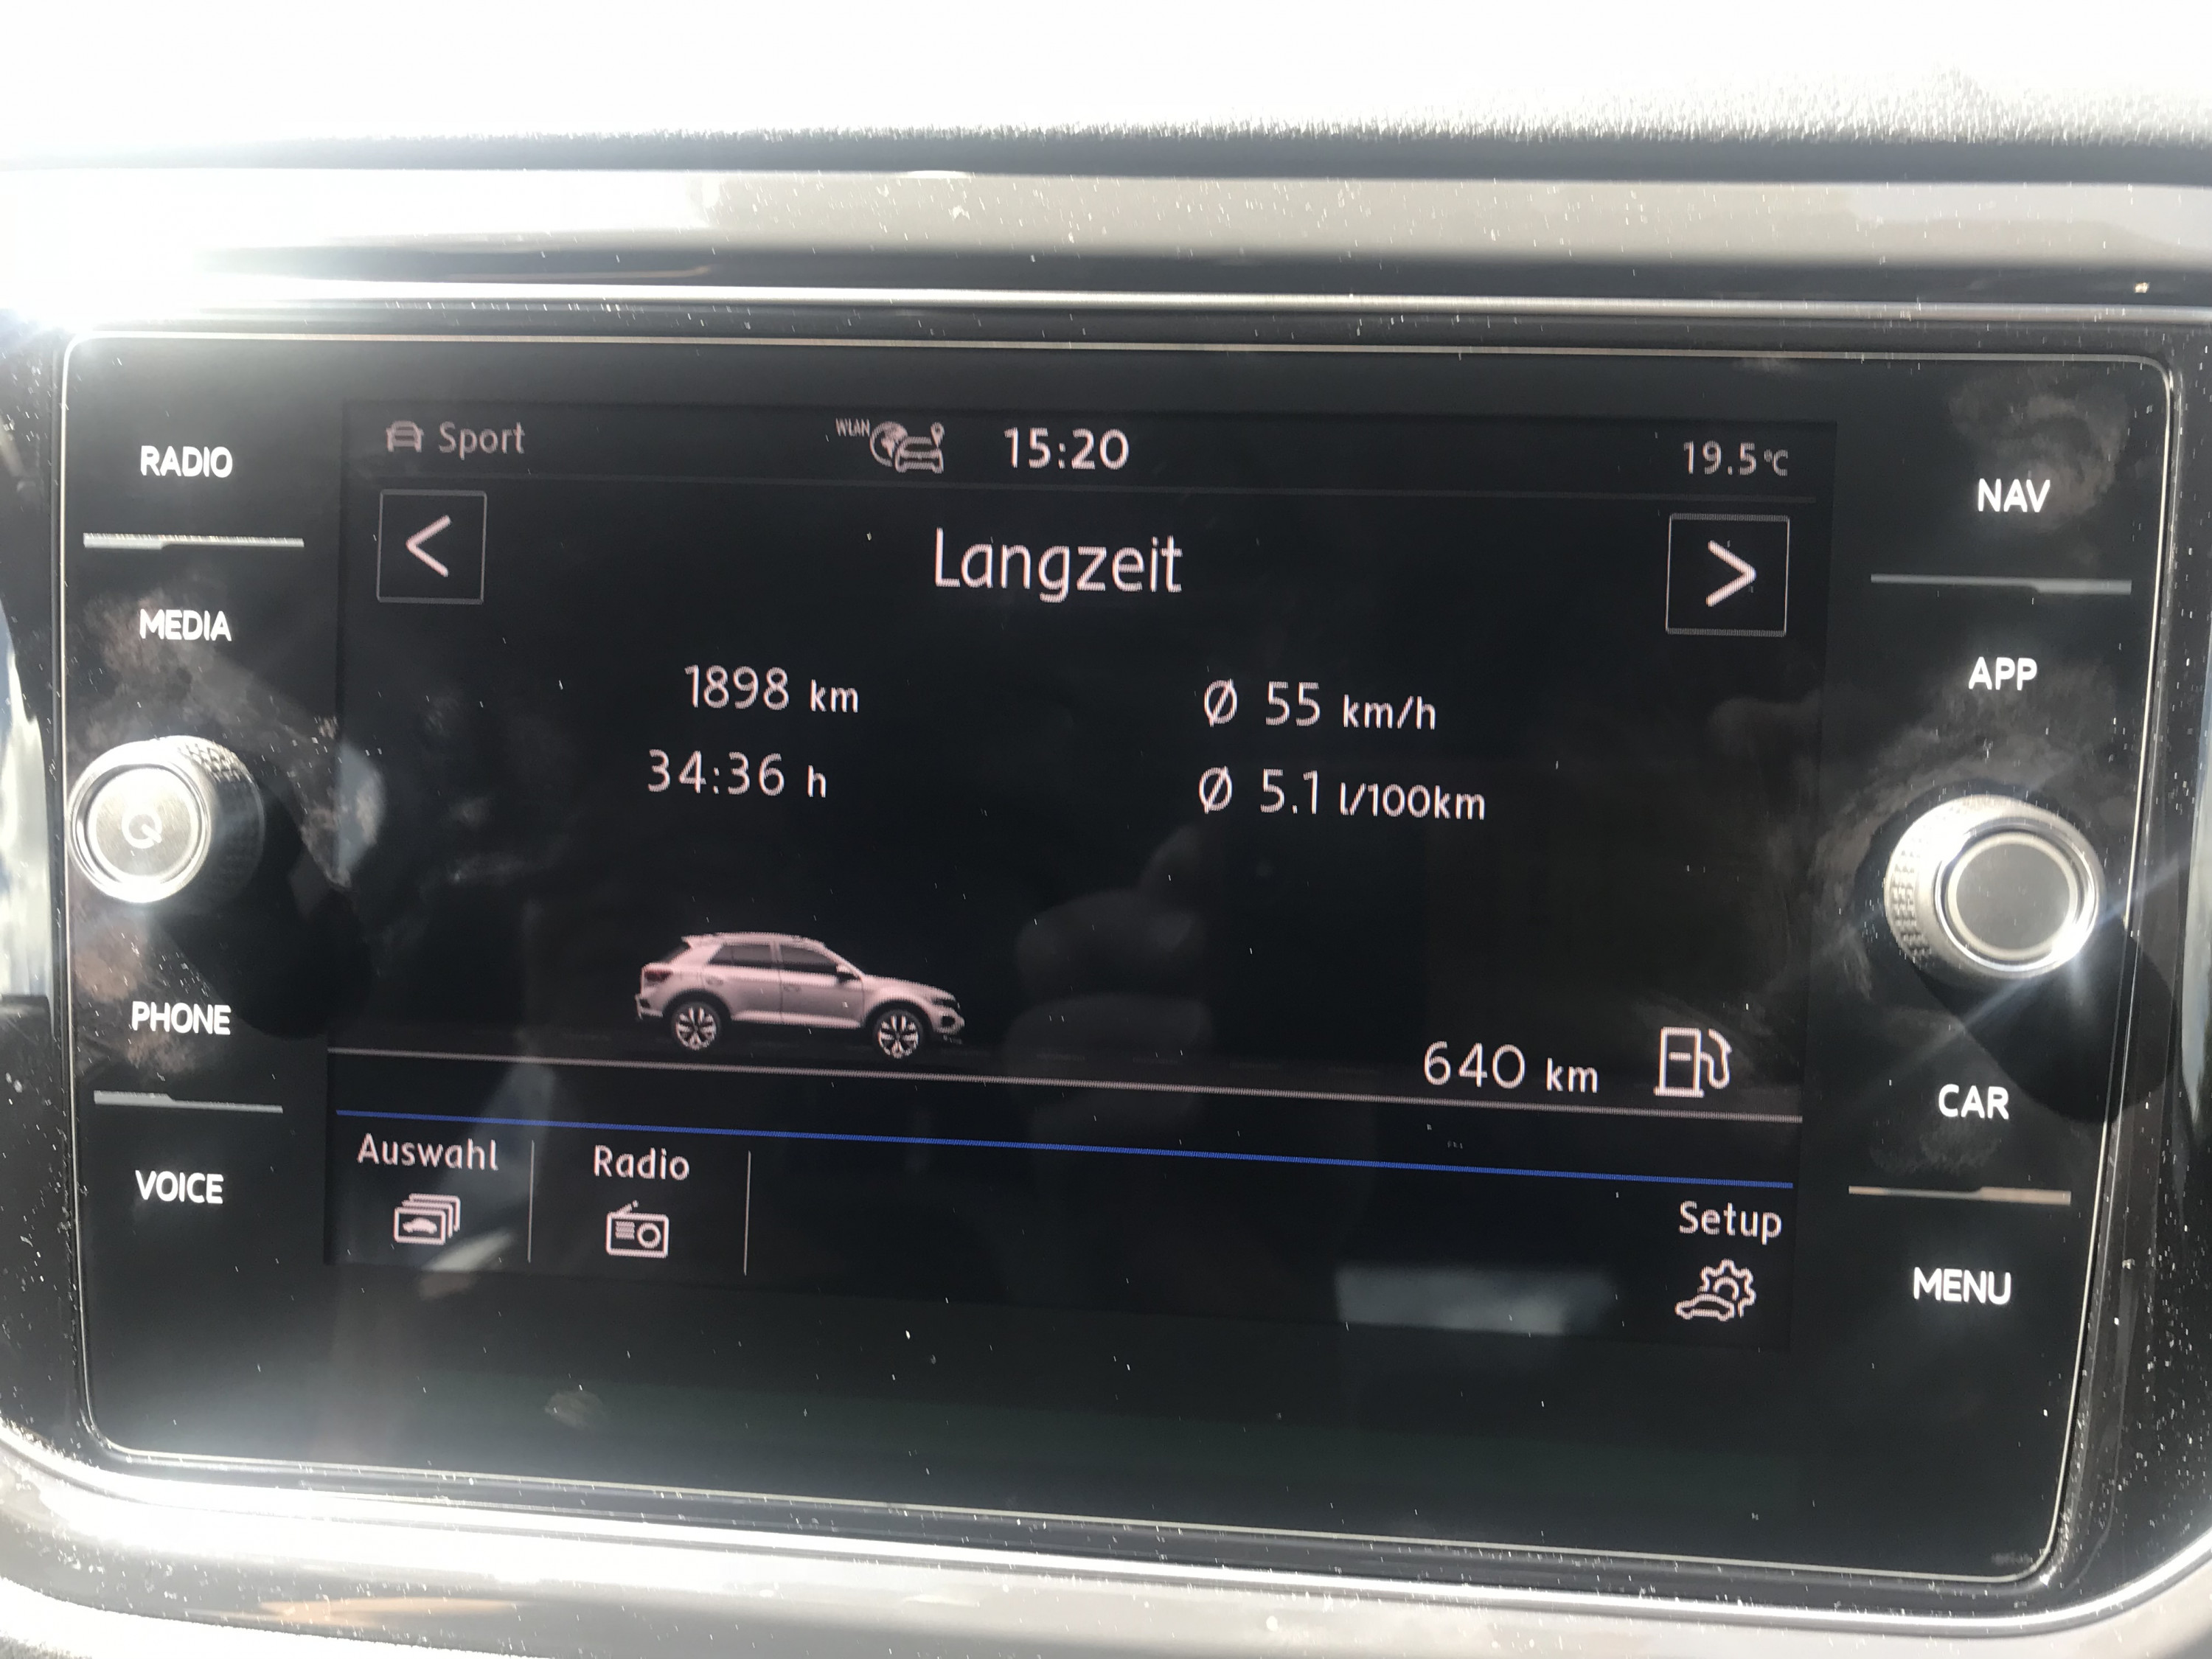 Sport
WLAN
15:20
19.5°C
<
Langzeit
>
1898 km
Ø 55 km/h
34:36 h
Ø 5.1 l/100km
640 km
Auswahl
Radio
Setup
RADIO
MEDIA
PHONE
VOICE
NAV
APP
CAR
MENU